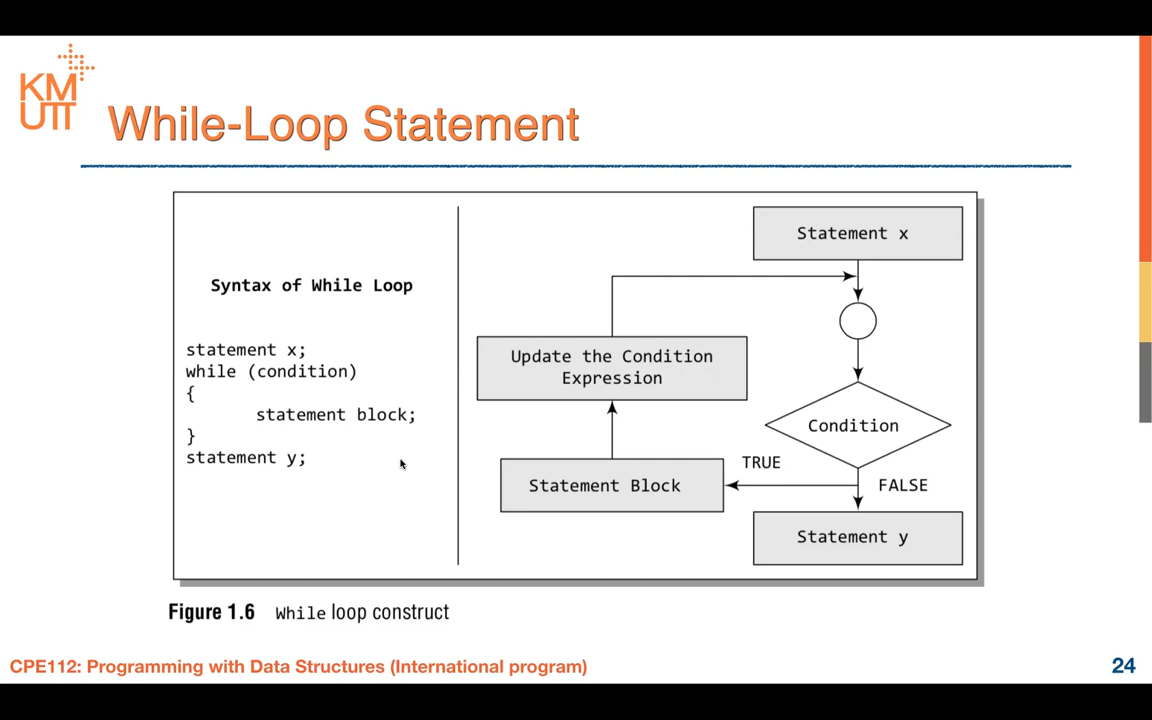 KM
UTT
While-Loop Statement
Syntax of While Loop
statement x;
while (condition)
{
statement block;
}
statement y;
Statement x
Update the Condition
Expression
Condition
TRUE
FALSE
Statement Block
Statement y
Figure 1.6 While loop construct
CPE112: Programming with Data Structures (International program)
24